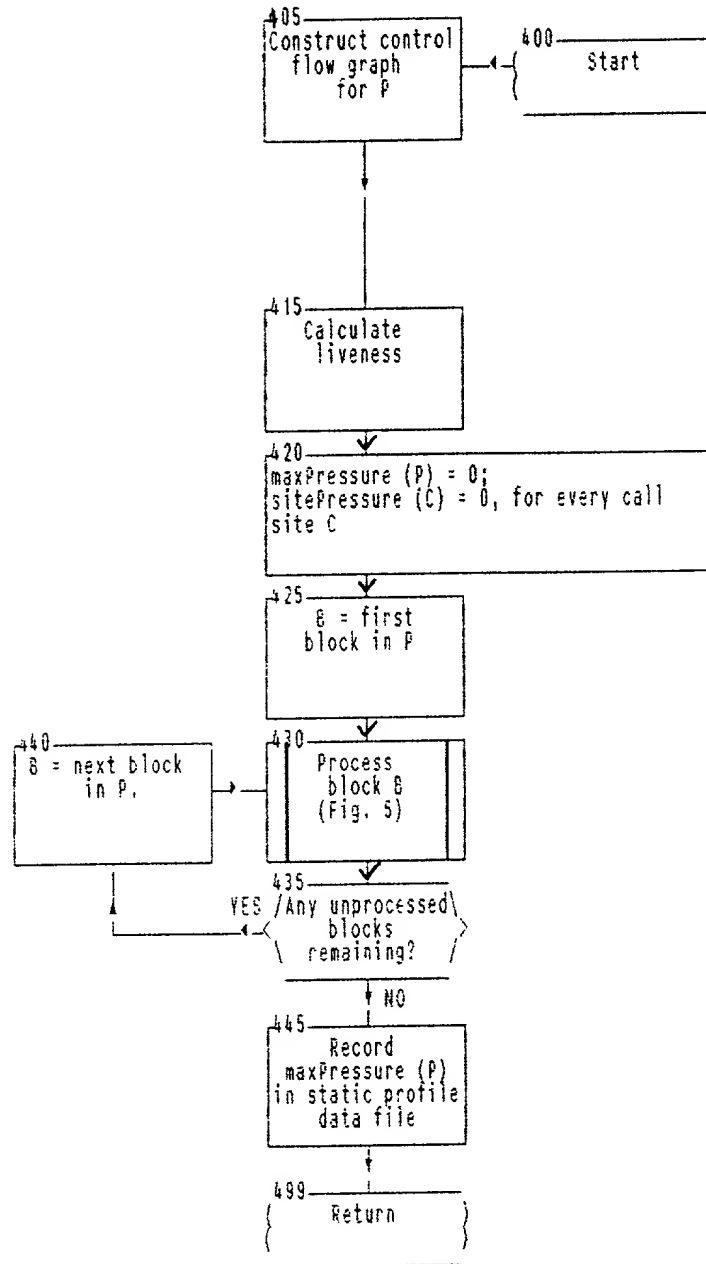 400
Start
405
Construct control
flow graph
for P
415
Calculate
liveness
420
maxPressure (P) = 0;
sitePressure (C) = 0, for every call
site C
425
B = first
block in P
430
Process
block B
(Fig. 5)
440
B = next block
in P.
435
YES
Any unprocessed
blocks
remaining?
NO
445
Record
maxPressure (P)
in static profile
data file
499
Return